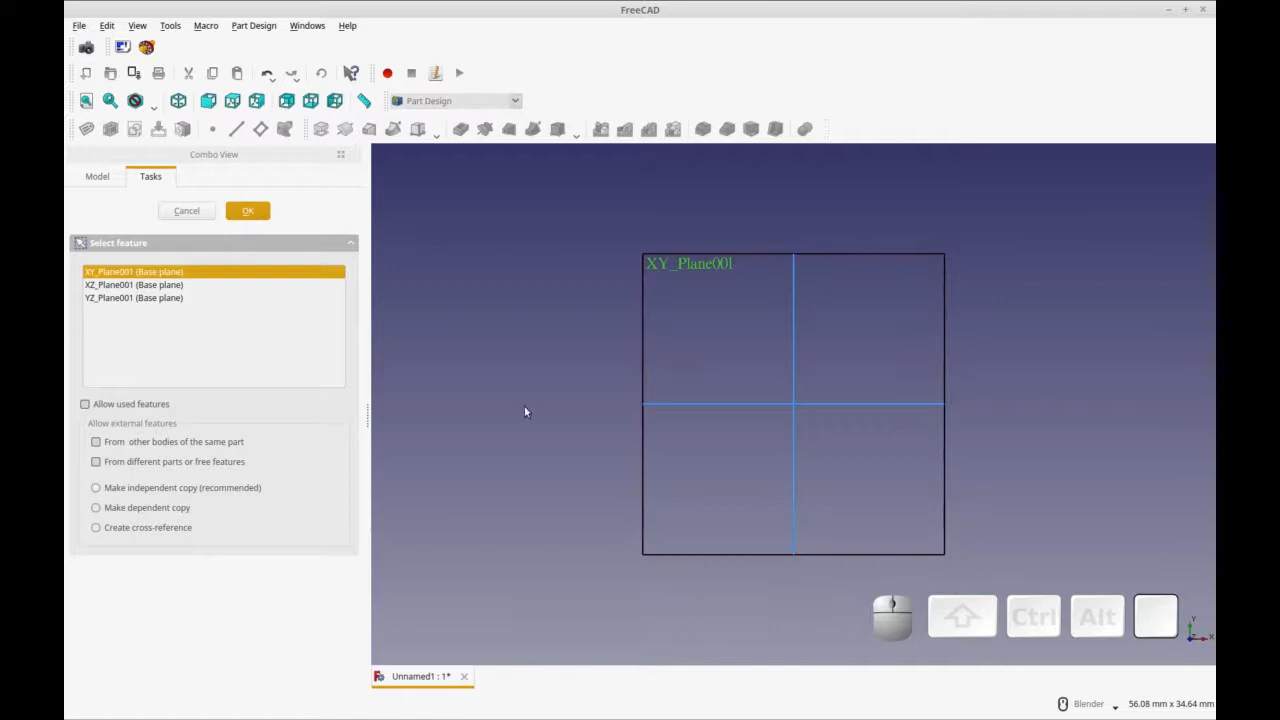 FreeCAD
File Edit View Tools Macro Part Design Windows Help
Part Design
Combo View
Model Tasks
Cancel OK
Select feature
XY_Plane001 (Base plane)
XZ_Plane001 (Base plane)
YZ_Plane001 (Base plane)
Allow used features
Allow external features
From other bodies of the same part
From different parts or free features
Make independent copy (recommended)
Make dependent copy
Create cross-reference
XY_Plane001
Ctrl Alt
Y
Z X
Unnamed1 : 1*
Blender 56.08 mm x 34.64 mm